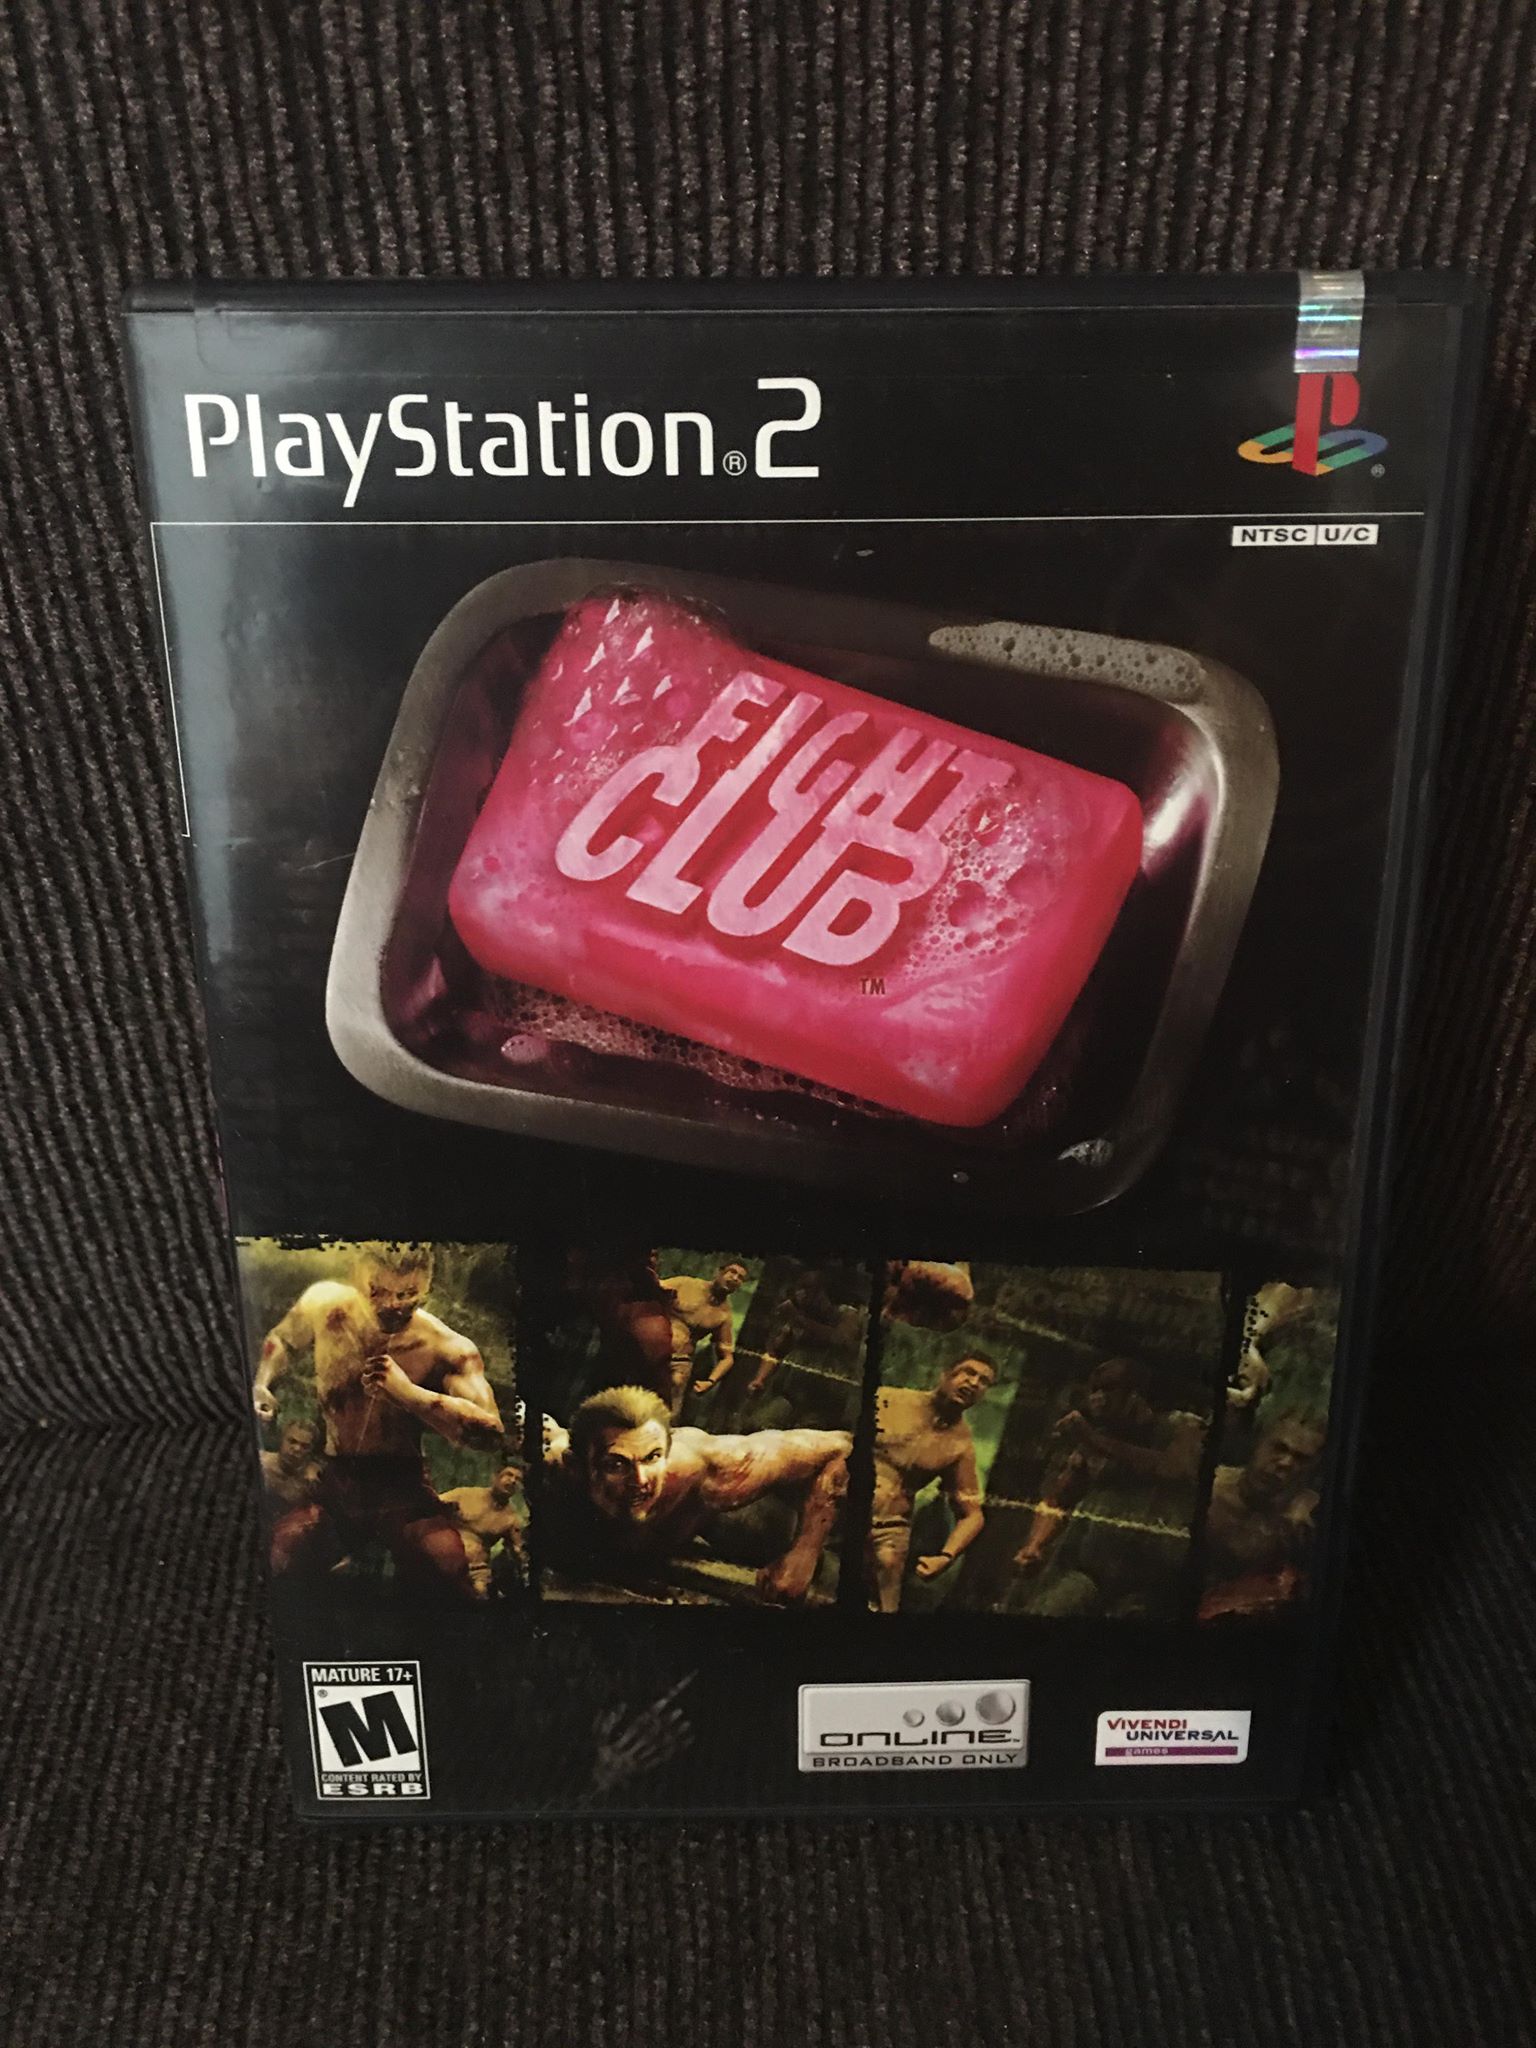 PlayStation®2
®
NTSC U/C
FIGHT
CLUB
TM
MATURE 17+
®
M
CONTENT RATED BY
ESRB
ONLINE
BROADBAND ONLY
VIVENDI
UNIVERSAL
games